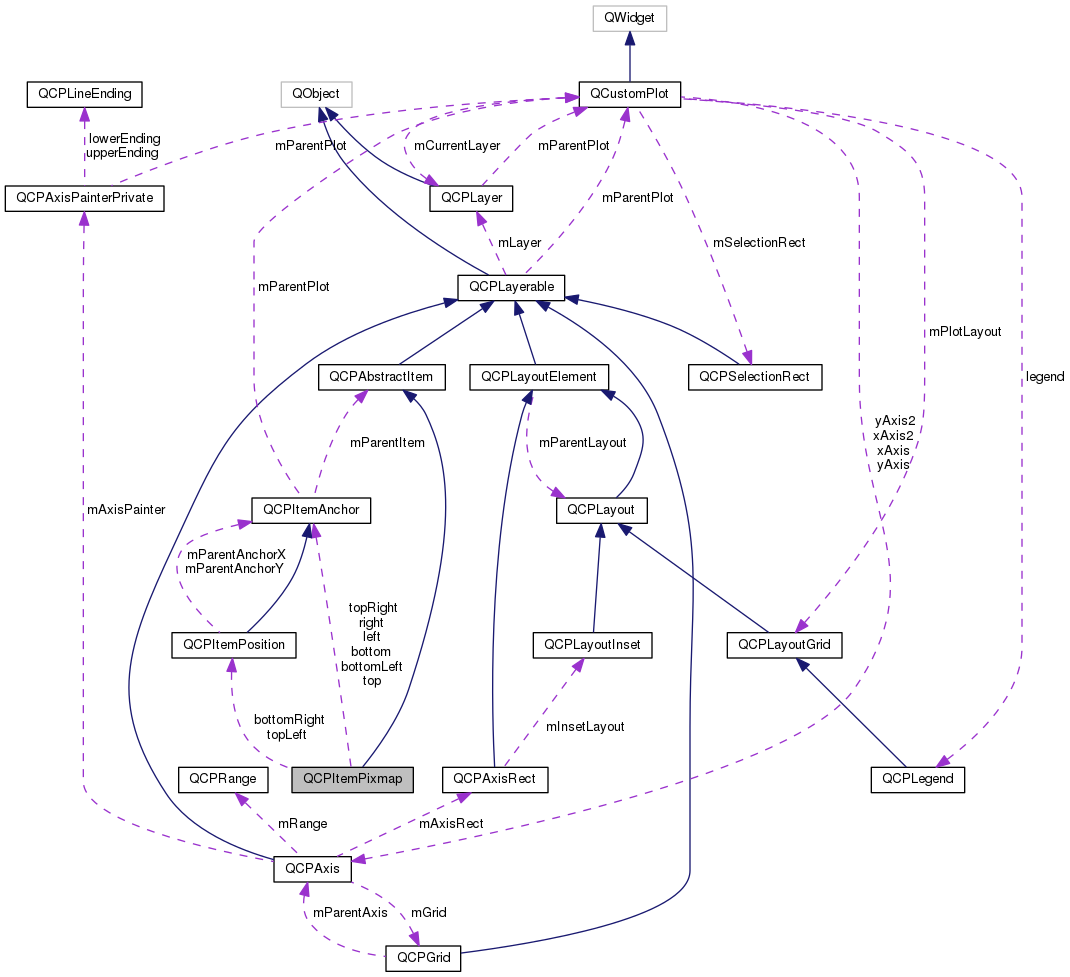 QWidget
QCPLineEnding
QObject
QCustomPlot
lowerEnding
upperEnding
mParentPlot
mCurrentLayer
mParentPlot
QCPAxisPainterPrivate
QCPLayer
mParentPlot
mLayer
mSelectionRect
mParentPlot
QCPLayerable
mPlotLayout
QCPAbstractItem
QCPLayoutElement
QCPSelectionRect
legend
mParentItem
mParentLayout
yAxis2
xAxis2
xAxis
yAxis
mAxisPainter
QCPItemAnchor
QCPLayout
mParentAnchorX
mParentAnchorY
topRight
right
left
bottom
bottomLeft
top
QCPItemPosition
QCPLayoutInset
QCPLayoutGrid
bottomRight
topLeft
mInsetLayout
QCPRange
QCPItemPixmap
QCPAxisRect
QCPLegend
mRange
mAxisRect
QCPAxis
mParentAxis
mGrid
QCPGrid